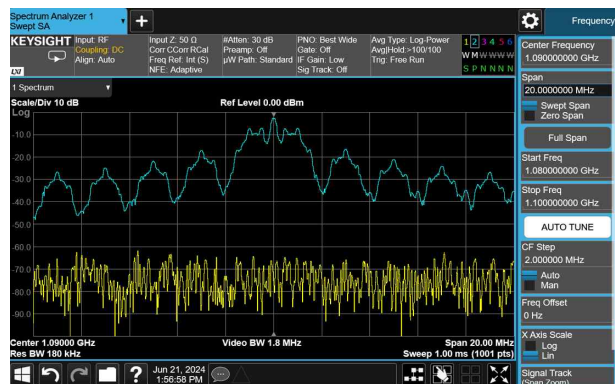 Spectrum Analyzer 1
Swept SA
+
Frequency
KEYSIGHT
Input: RF
Coupling: DC
Align: Auto
Input Z: 50 Ω
Corr CCorr RCal
Freq Ref: Int (S)
NFE: Adaptive
#Atten: 30 dB
Preamp: Off
µW Path: Standard
PNO: Best Wide
Gate: Off
IF Gain: Low
Sig Track: Off
Avg Type: Log-Power
Avg|Hold:>100/100
Trig: Free Run
1 2 3 4 5 6
W M W W W W
S P N N N N
LXI
1 Spectrum
Scale/Div 10 dB
Ref Level 0.00 dBm
Log
-10.0
-20.0
-30.0
-40.0
-50.0
-60.0
-70.0
-80.0
-90.0
Center 1.09000 GHz
Video BW 1.8 MHz
Span 20.00 MHz
Res BW 180 kHz
Sweep 1.00 ms (1001 pts)
Center Frequency
1.09000000 GHz
Span
20.0000000 MHz
Swept Span
Zero Span
Full Span
Start Freq
1.08000000 GHz
Stop Freq
1.10000000 GHz
AUTO TUNE
CF Step
2.000000 MHz
Auto
Man
Freq Offset
0 Hz
X Axis Scale
Log
Lin
Signal Track
(Span Zoom)
?
Jun 21, 2024
1:56:58 PM